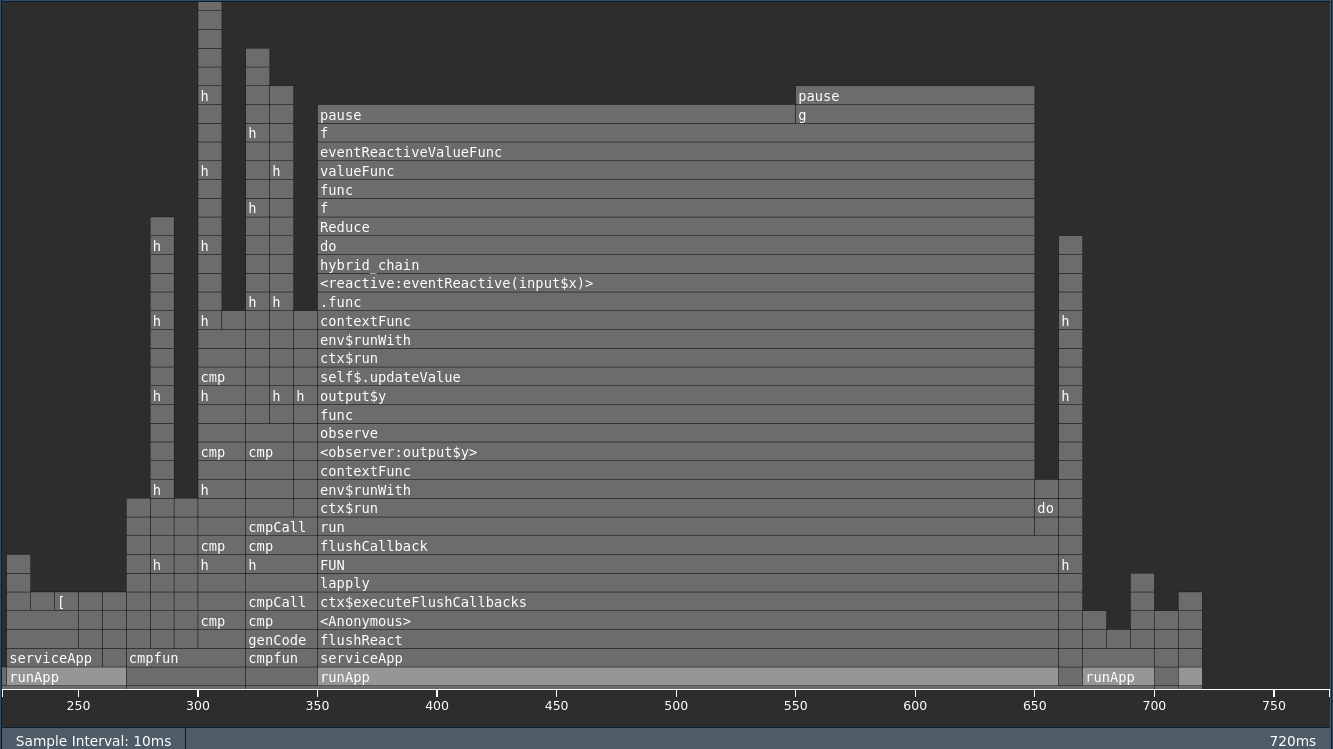 h pause
pause g
h f
eventReactiveValueFunc
h h valueFunc
func
h f
Reduce
h h do
hybrid_chain
<reactive:eventReactive(input$x)>
h h .func
h h contextFunc h
env$runWith
ctx$run
cmp self$.updateValue
h h h h output$y h
func
observe
cmp cmp <observer:output$y>
contextFunc
h h env$runWith
ctx$run do
cmpCall run
cmp cmp flushCallback
h h h FUN h
lapply
[ cmpCall ctx$executeFlushCallbacks
cmp cmp <Anonymous>
genCode flushReact
serviceApp cmpfun cmpfun serviceApp
runApp runApp runApp
250 300 350 400 450 500 550 600 650 700 750
Sample Interval: 10ms 720ms